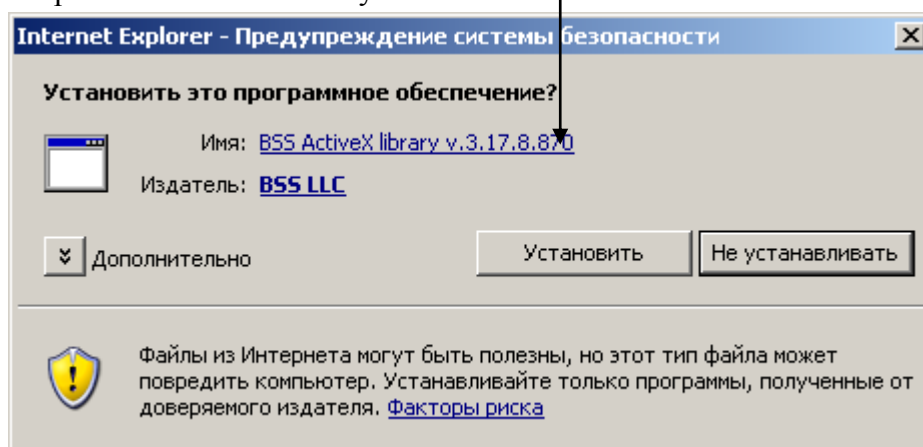 Internet Explorer - Предупреждение системы безопасности
Установить это программное обеспечение?
Имя: BSS ActiveX library v.3.17.8.870
Издатель: BSS LLC
Дополнительно
Установить
Не устанавливать
Файлы из Интернета могут быть полезны, но этот тип файла может
повредить компьютер. Устанавливайте только программы, полученные от
доверяемого издателя. Факторы риска